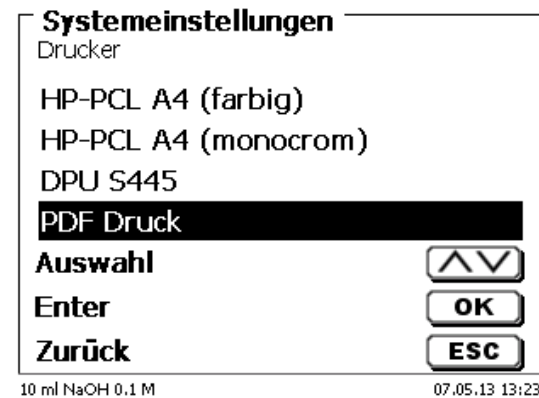 Systemeinstellungen
Drucker
HP-PCL A4 (farbig)
HP-PCL A4 (monocrom)
DPU S445
PDF Druck
Auswahl
Enter OK
Zurück ESC
10 ml NaOH 0.1 M 07.05.13 13:23